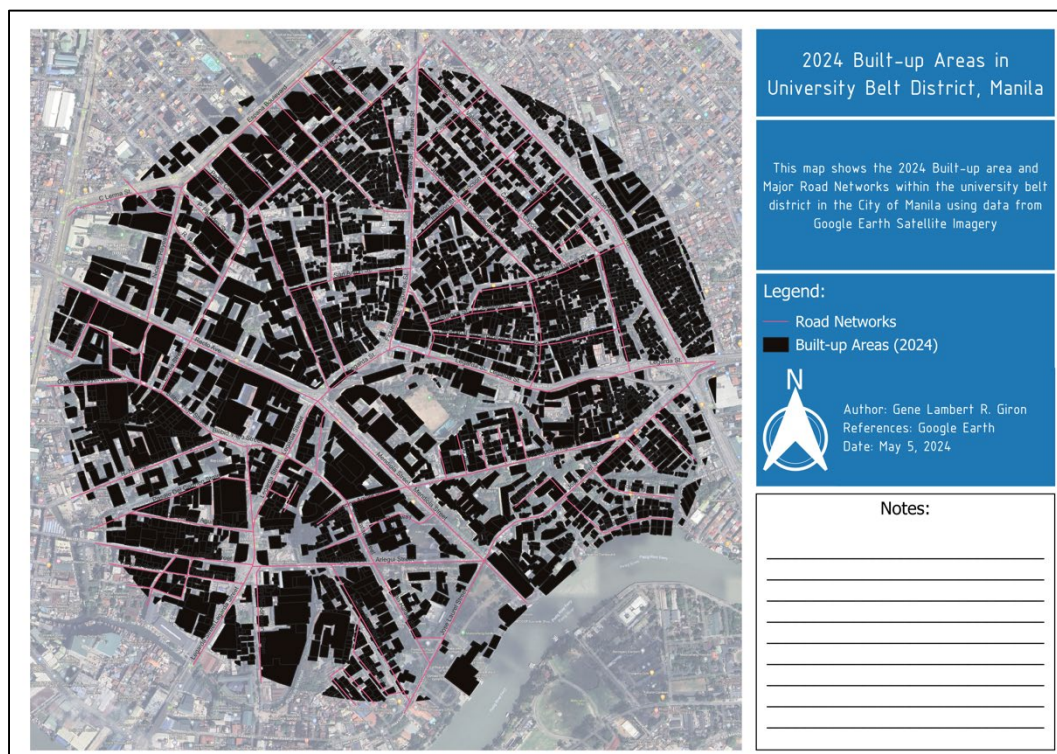 2024 Built-up Areas in
University Belt District, Manila
This map shows the 2024 Built-up area and
Major Road Networks within the university belt
district in the City of Manila using data from
Google Earth Satellite Imagery
Legend:
Road Networks
Built-up Areas (2024)
N
Author: Gene Lambert R. Giron
References: Google Earth
Date: May 5, 2024
Notes:
C Lerma
Arlegui Street